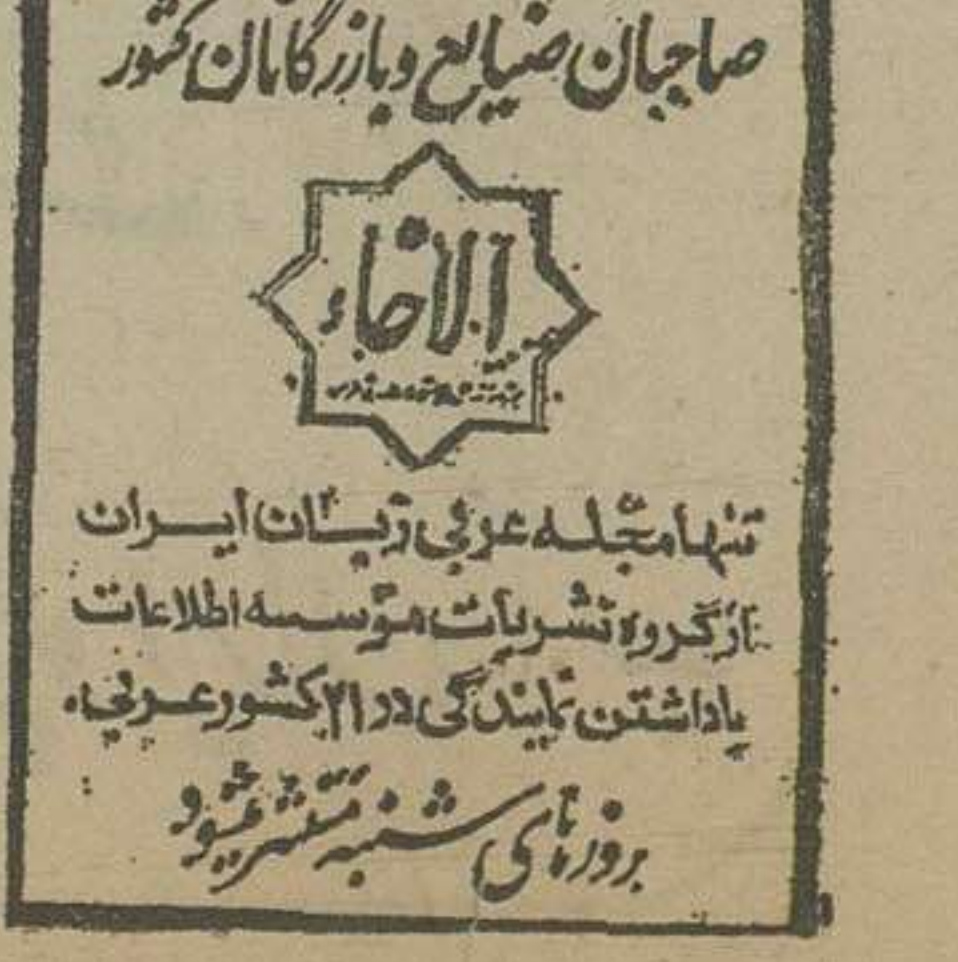 صاحبان صنایع و بازرگانان کشور
الاخاء
تنها مجله عربی زبان ایران
از گروه نشریات مؤسسه اطلاعات
با داشتن نمایندگی در ۲۱ کشور عربی،
بروزهای شنبه منتشر میشود